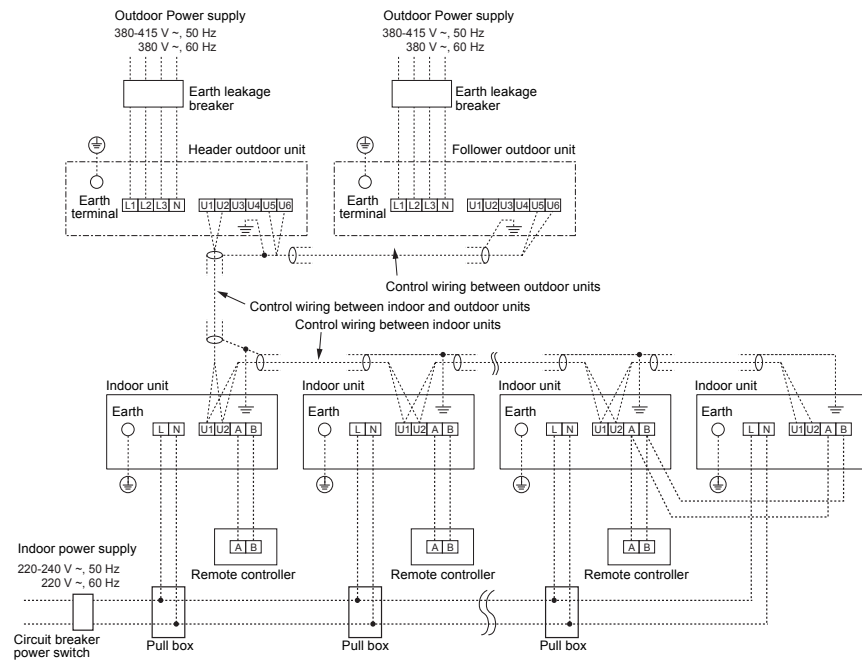 Outdoor Power supply
380-415 V ~, 50 Hz
380 V ~, 60 Hz
Earth leakage
breaker
Header outdoor unit
Earth
terminal
L1 L2 L3 N
U1 U2 U3 U4 U5 U6
Outdoor Power supply
380-415 V ~, 50 Hz
380 V ~, 60 Hz
Earth leakage
breaker
Follower outdoor unit
Earth
terminal
L1 L2 L3 N
U1 U2 U3 U4 U5 U6
Control wiring between outdoor units
Control wiring between indoor and outdoor units
Control wiring between indoor units
Indoor unit
Earth
L N
U1 U2 A B
Indoor unit
Earth
L N
U1 U2 A B
Indoor unit
Earth
L N
U1 U2 A B
Indoor unit
Earth
L N
U1 U2 A B
A B
Remote controller
A B
Remote controller
A B
Remote controller
Indoor power supply
220-240 V ~, 50 Hz
220 V ~, 60 Hz
Circuit breaker
power switch
Pull box
Pull box
Pull box